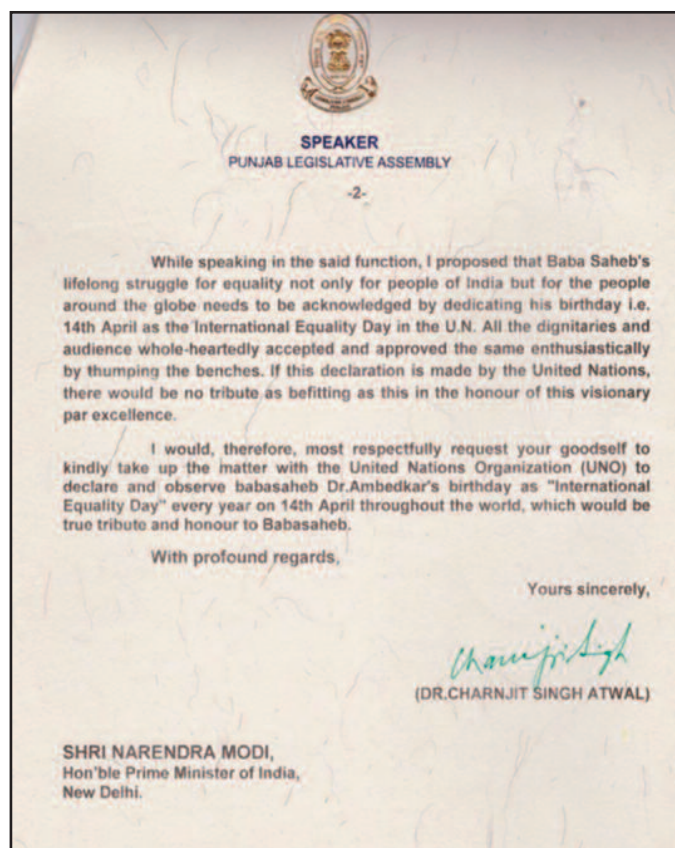 SPEAKER
PUNJAB LEGISLATIVE ASSEMBLY
-2-
While speaking in the said function, I proposed that Baba Saheb's
lifelong struggle for equality not only for people of India but for the people
around the globe needs to be acknowledged by dedicating his birthday i.e.
14th April as the International Equality Day in the U.N. All the dignitaries and
audience whole-heartedly accepted and approved the same enthusiastically
by thumping the benches. If this declaration is made by the United Nations,
there would be no tribute as befitting as this in the honour of this visionary
par excellence.
I would, therefore, most respectfully request your goodself to
kindly take up the matter with the United Nations Organization (UNO) to
declare and observe babasaheb Dr.Ambedkar's birthday as "International
Equality Day" every year on 14th April throughout the world, which would be
true tribute and honour to Babasaheb.
With profound regards,
Yours sincerely,
(DR.CHARNJIT SINGH ATWAL)
SHRI NARENDRA MODI,
Hon'ble Prime Minister of India,
New Delhi.